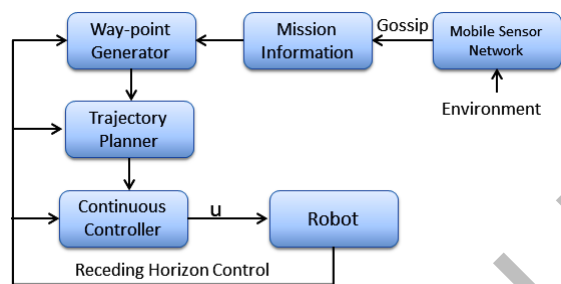 Way-point
Generator
Mission
Information
Gossip
Mobile Sensor
Network
Environment
Trajectory
Planner
Continuous
Controller
u
Robot
Receding Horizon Control